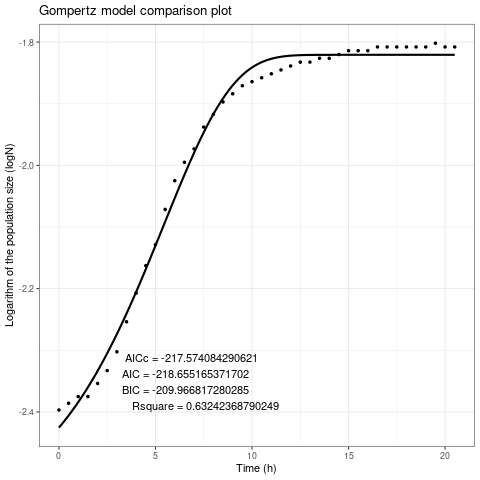 Gompertz model comparison plot
Logarithm of the population size (logN)
-1.8
-2.0
-2.2
-2.4
AICc = -217.574084290621
AIC = -218.655165371702
BIC = -209.966817280285
Rsquare = 0.63242368790249
0 5 10 15 20
Time (h)